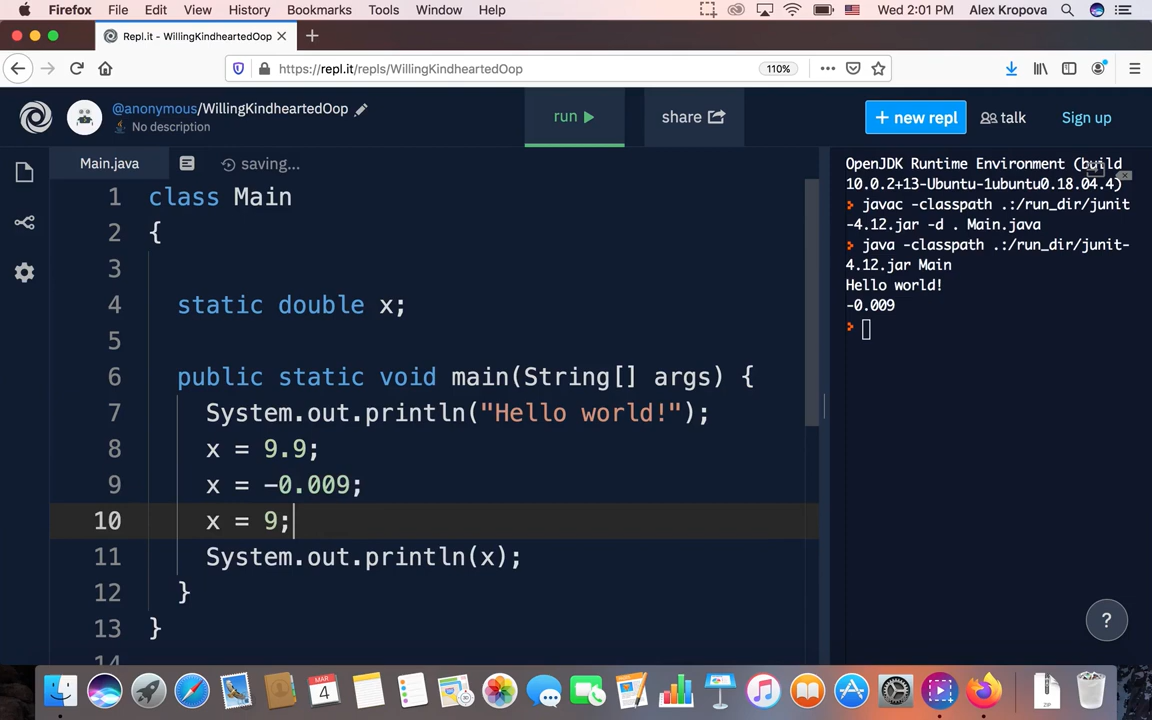 Firefox File Edit View History Bookmarks Tools Window Help Wed 2:01 PM Alex Kropova
Repl.it - WillingKindheartedOop
https://repl.it/repls/WillingKindheartedOop 110%
@anonymous/WillingKindheartedOop
No description
run
share
+ new repl
talk
Sign up
Main.java
saving...
1 class Main
2 {
3
4 static double x;
5
6 public static void main(String[] args) {
7 System.out.println("Hello world!");
8 x = 9.9;
9 x = -0.009;
10 x = 9;
11 System.out.println(x);
12 }
13 }
14
OpenJDK Runtime Environment (build
10.0.2+13-Ubuntu-1ubuntu0.18.04.4)
javac -classpath .:/run_dir/junit
-4.12.jar -d . Main.java
java -classpath .:/run_dir/junit-
4.12.jar Main
Hello world!
-0.009
?
MAR
4
ZIP